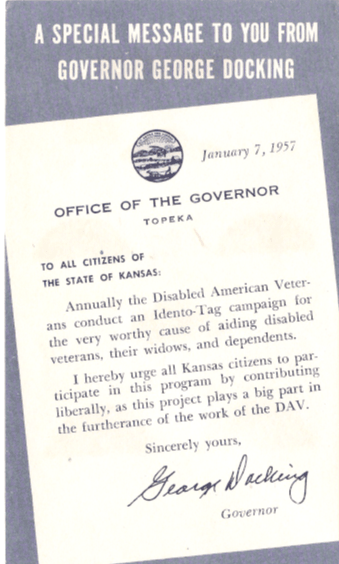 A SPECIAL MESSAGE TO YOU FROM
GOVERNOR GEORGE DOCKING
January 7, 1957
OFFICE OF THE GOVERNOR
TOPEKA
TO ALL CITIZENS OF
THE STATE OF KANSAS:
Annually the Disabled American Veter-
ans conduct an Idento-Tag campaign for
the very worthy cause of aiding disabled
veterans, their widows, and dependents.
I hereby urge all Kansas citizens to par-
ticipate in this program by contributing
liberally, as this project plays a big part in
the furtherance of the work of the DAV.
Sincerely yours,
George Docking
Governor